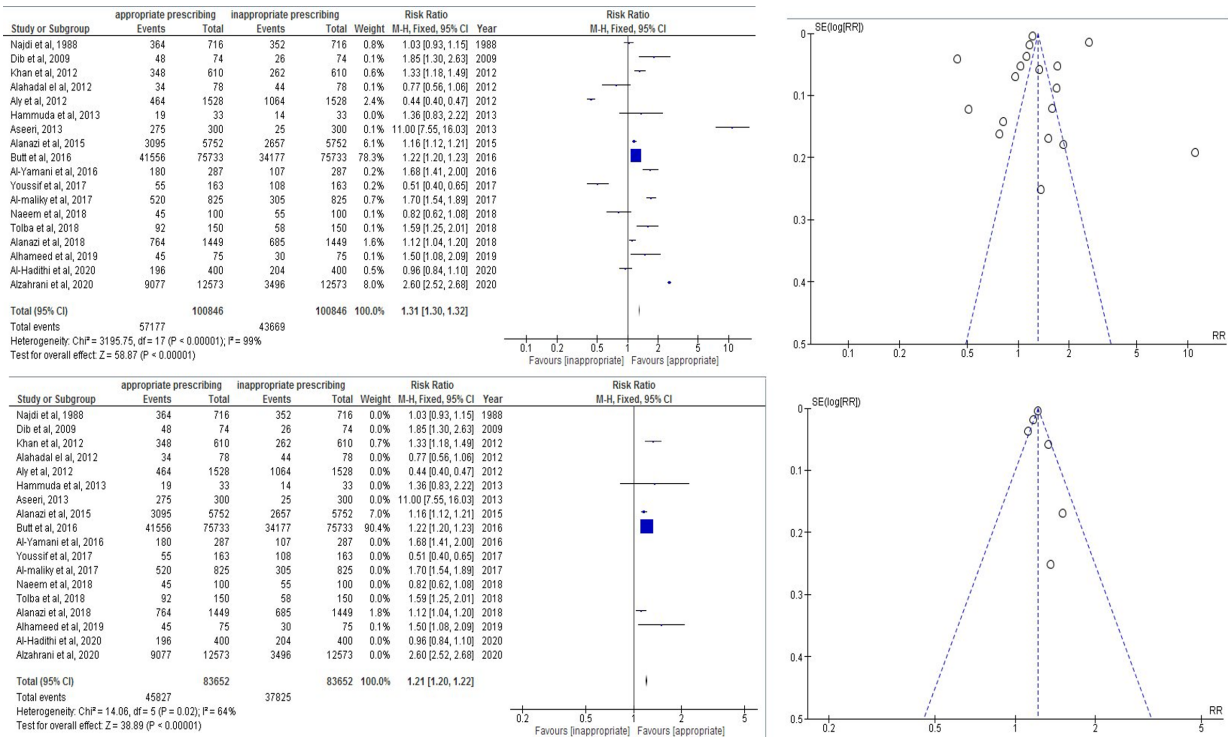 appropriate prescribing inappropriate prescribing Risk Ratio Risk Ratio
Study or Subgroup Events Total Events Total Weight M-H, Fixed, 95% CI Year M-H, Fixed, 95% CI
Najdi et al, 1988 364 716 352 716 0.8% 1.03 [0.93, 1.15] 1988
Dib et al, 2009 48 74 26 74 0.1% 1.85 [1.30, 2.63] 2009
Khan et al, 2012 348 610 262 610 0.6% 1.33 [1.18, 1.49] 2012
Alahadal el al, 2012 34 78 44 78 0.1% 0.77 [0.56, 1.06] 2012
Aly et al, 2012 464 1528 1064 1528 2.4% 0.44 [0.40, 0.47] 2012
Hammuda et al, 2013 19 33 14 33 0.0% 1.36 [0.83, 2.22] 2013
Aseeri, 2013 275 300 25 300 0.1% 11.00 [7.55, 16.03] 2013
Alanazi et al, 2015 3095 5752 2657 5752 6.1% 1.16 [1.12, 1.21] 2015
Butt et al, 2016 41556 75733 34177 75733 78.3% 1.22 [1.20, 1.23] 2016
Al-Yamani et al, 2016 180 287 107 287 0.2% 1.68 [1.41, 2.00] 2016
Youssif et al, 2017 55 163 108 163 0.2% 0.51 [0.40, 0.65] 2017
Al-maliky et al, 2017 520 825 305 825 0.7% 1.70 [1.54, 1.89] 2017
Naeem et al, 2018 45 100 55 100 0.1% 0.82 [0.62, 1.08] 2018
Tolba et al, 2018 92 150 58 150 0.1% 1.59 [1.25, 2.01] 2018
Alanazi et al, 2018 764 1449 685 1449 1.6% 1.12 [1.04, 1.20] 2018
Alhameed et al, 2019 45 75 30 75 0.1% 1.50 [1.08, 2.09] 2019
Al-Hadithi et al, 2020 196 400 204 400 0.5% 0.96 [0.84, 1.10] 2020
Alzahrani et al, 2020 9077 12573 3496 12573 8.0% 2.60 [2.52, 2.68] 2020
Total (95% CI) 100846 100846 100.0% 1.31 [1.30, 1.32]
Total events 57177 43669
Heterogeneity: Chi² = 3195.75, df = 17 (P < 0.00001); I² = 99%
Test for overall effect: Z = 58.87 (P < 0.00001)
0.1 0.2 0.5 1 2 5 10
Favours [inappropriate] Favours [appropriate]
SE(log[RR])
0
0.1
0.2
0.3
0.4
0.5
0.1 0.2 0.5 1 2 5 10
RR
appropriate prescribing inappropriate prescribing Risk Ratio Risk Ratio
Study or Subgroup Events Total Events Total Weight M-H, Fixed, 95% CI Year M-H, Fixed, 95% CI
Najdi et al, 1988 364 716 352 716 0.0% 1.03 [0.93, 1.15] 1988
Dib et al, 2009 48 74 26 74 0.0% 1.85 [1.30, 2.63] 2009
Khan et al, 2012 348 610 262 610 0.7% 1.33 [1.18, 1.49] 2012
Alahadal el al, 2012 34 78 44 78 0.0% 0.77 [0.56, 1.06] 2012
Aly et al, 2012 464 1528 1064 1528 0.0% 0.44 [0.40, 0.47] 2012
Hammuda et al, 2013 19 33 14 33 0.0% 1.36 [0.83, 2.22] 2013
Aseeri, 2013 275 300 25 300 0.0% 11.00 [7.55, 16.03] 2013
Alanazi et al, 2015 3095 5752 2657 5752 7.0% 1.16 [1.12, 1.21] 2015
Butt et al, 2016 41556 75733 34177 75733 90.4% 1.22 [1.20, 1.23] 2016
Al-Yamani et al, 2016 180 287 107 287 0.0% 1.68 [1.41, 2.00] 2016
Youssif et al, 2017 55 163 108 163 0.0% 0.51 [0.40, 0.65] 2017
Al-maliky et al, 2017 520 825 305 825 0.0% 1.70 [1.54, 1.89] 2017
Naeem et al, 2018 45 100 55 100 0.0% 0.82 [0.62, 1.08] 2018
Tolba et al, 2018 92 150 58 150 0.0% 1.59 [1.25, 2.01] 2018
Alanazi et al, 2018 764 1449 685 1449 1.8% 1.12 [1.04, 1.20] 2018
Alhameed et al, 2019 45 75 30 75 0.1% 1.50 [1.08, 2.09] 2019
Al-Hadithi et al, 2020 196 400 204 400 0.0% 0.96 [0.84, 1.10] 2020
Alzahrani et al, 2020 9077 12573 3496 12573 0.0% 2.60 [2.52, 2.68] 2020
Total (95% CI) 83652 83652 100.0% 1.21 [1.20, 1.22]
Total events 45827 37825
Heterogeneity: Chi² = 14.06, df = 5 (P = 0.02); I² = 64%
Test for overall effect: Z = 38.89 (P < 0.00001)
0.2 0.5 1 2 5
Favours [inappropriate] Favours [appropriate]
SE(log[RR])
0
0.1
0.2
0.3
0.4
0.5
0.2 0.5 1 2 5
RR